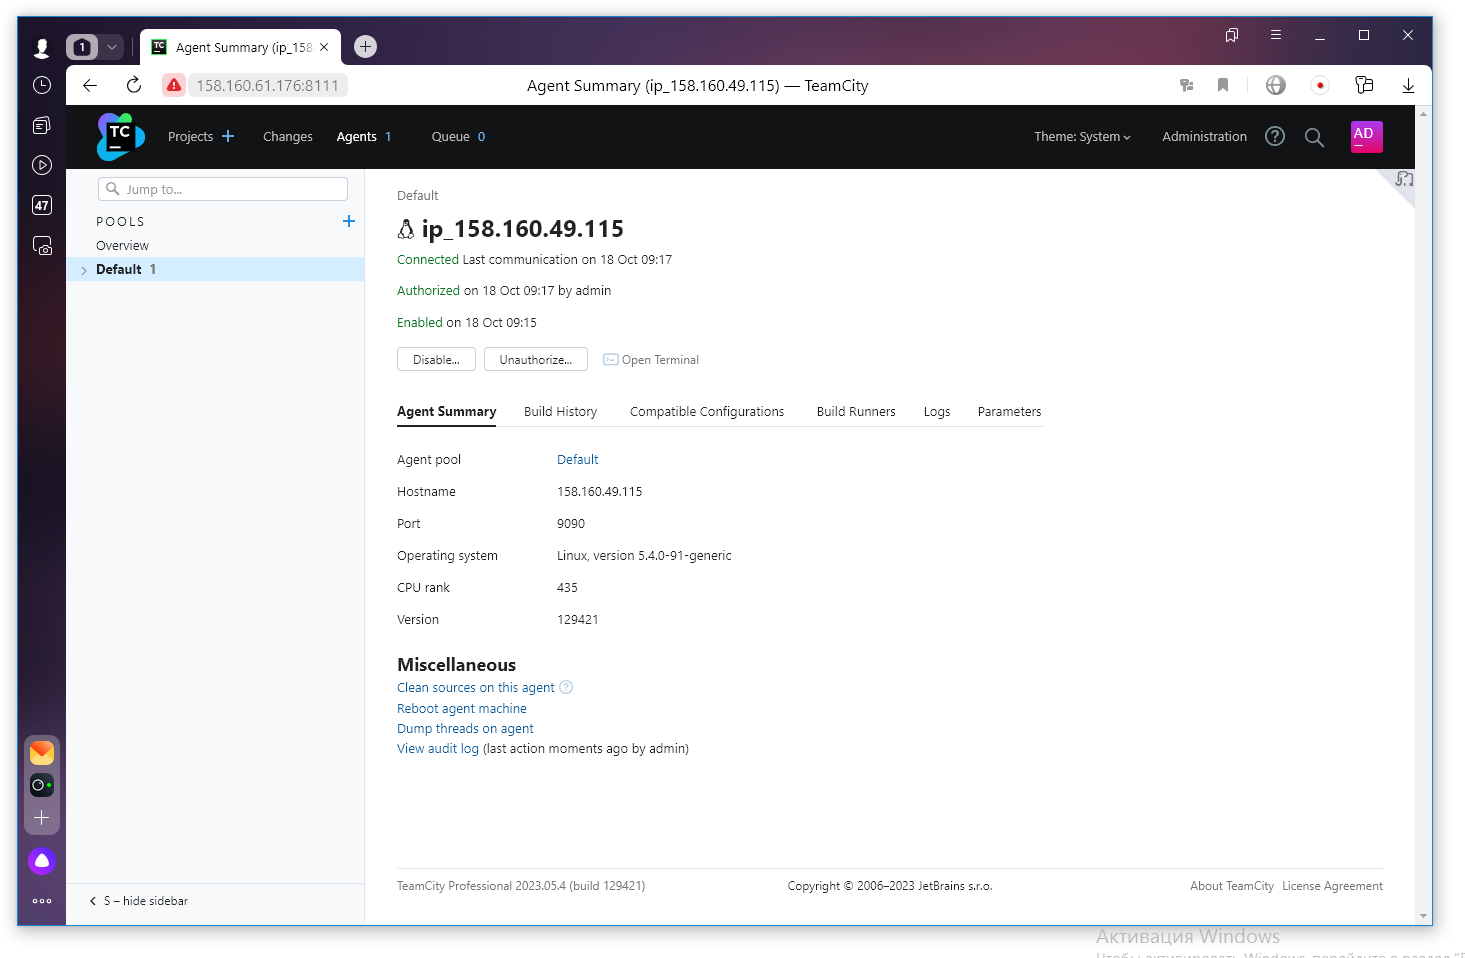 1
TC
Agent Summary (ip_158.
158.160.61.176:8111
Agent Summary (ip_158.160.49.115) — TeamCity
47
TC
Projects
Changes
Agents 1
Queue 0
Theme: System
Administration
AD
Jump to...
POOLS
Overview
Default 1
Default
ip_158.160.49.115
Connected Last communication on 18 Oct 09:17
Authorized on 18 Oct 09:17 by admin
Enabled on 18 Oct 09:15
Disable...
Unauthorize...
Open Terminal
Agent Summary
Build History
Compatible Configurations
Build Runners
Logs
Parameters
Agent pool Default
Hostname 158.160.49.115
Port 9090
Operating system Linux, version 5.4.0-91-generic
CPU rank 435
Version 129421
Miscellaneous
Clean sources on this agent
Reboot agent machine
Dump threads on agent
View audit log (last action moments ago by admin)
TeamCity Professional 2023.05.4 (build 129421)
Copyright © 2006–2023 JetBrains s.r.o.
About TeamCity
License Agreement
S – hide sidebar
Активация Windows
Чтобы активировать Windows, перейдите в раздел